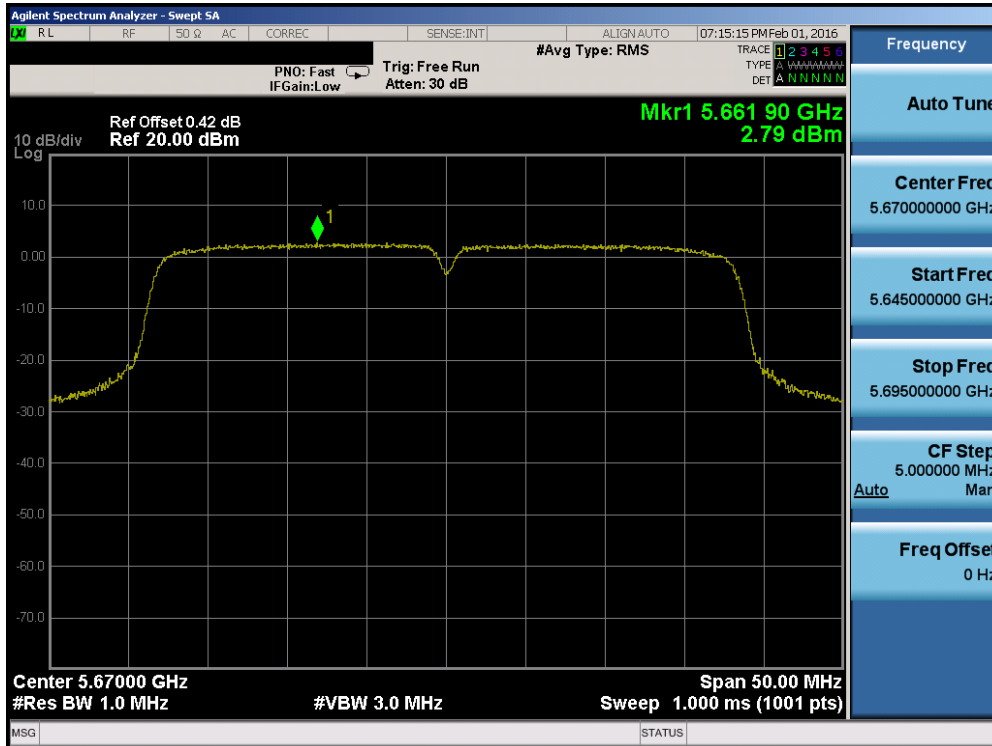 Agilent Spectrum Analyzer - Swept SA
LXI RL RF 50 Ω AC CORREC SENSE:INT ALIGN AUTO 07:15:15 PM Feb 01, 2016
#Avg Type: RMS
TRACE 1 2 3 4 5 6
PNO: Fast Trig: Free Run TYPE A WWWWW
IFGain:Low Atten: 30 dB DET A N N N N N
Frequency
Auto Tune
Mkr1 5.661 90 GHz
2.79 dBm
Ref Offset 0.42 dB
10 dB/div Ref 20.00 dBm
Log
1
10.0
0.00
-10.0
-20.0
-30.0
-40.0
-50.0
-60.0
-70.0
Center Freq
5.670000000 GHz
Start Freq
5.645000000 GHz
Stop Freq
5.695000000 GHz
CF Step
5.000000 MHz
Auto Man
Freq Offset
0 Hz
Center 5.67000 GHz Span 50.00 MHz
#Res BW 1.0 MHz #VBW 3.0 MHz Sweep 1.000 ms (1001 pts)
MSG STATUS